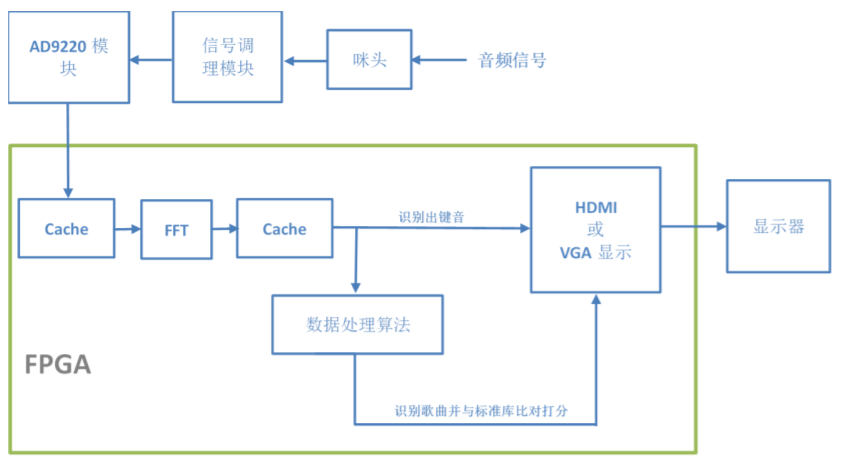 AD9220 模
块
信号调
理模块
咪头
音频信号
Cache
FFT
Cache
识别出键音
HDMI
或
VGA 显示
显示器
数据处理算法
FPGA
识别歌曲并与标准库比对打分